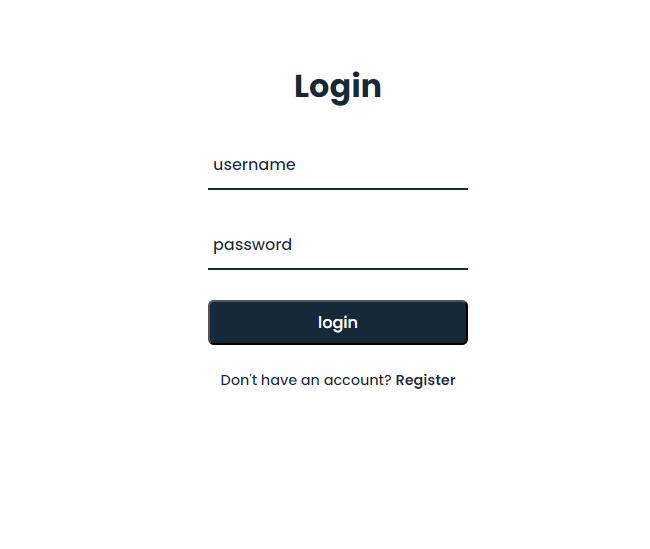 Login
username
password
login
Don't have an account? Register